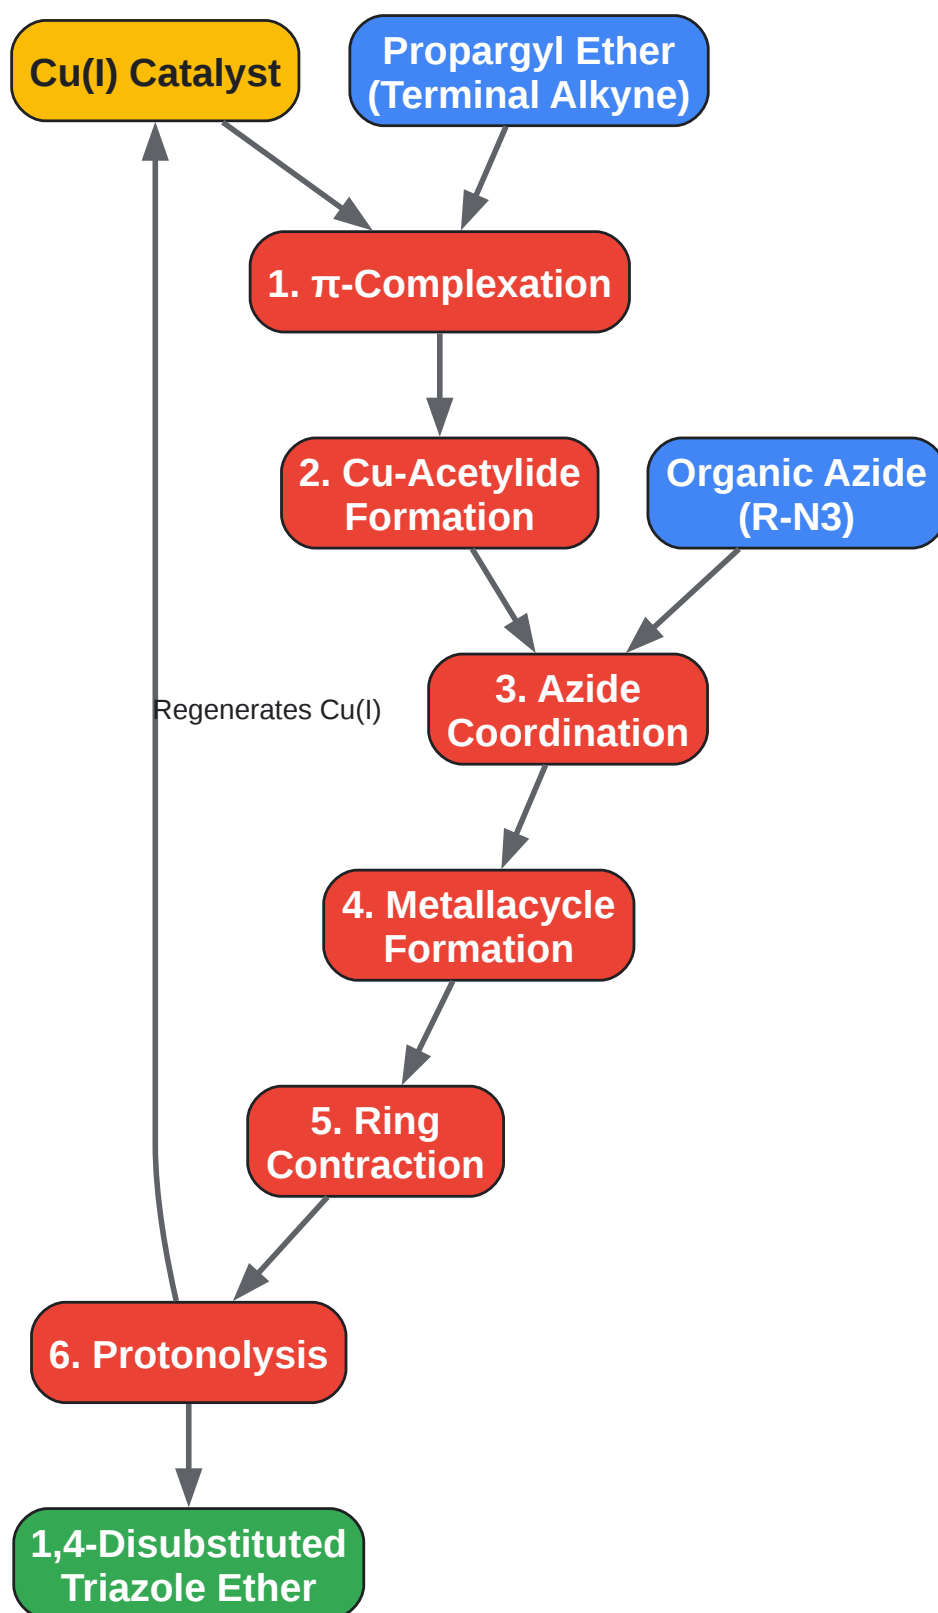 Cu(I) Catalyst
Propargyl Ether
(Terminal Alkyne)
1. π-Complexation
2. Cu-Acetylide
Formation
Organic Azide
(R-N3)
3. Azide
Coordination
Regenerates Cu(I)
4. Metallacycle
Formation
5. Ring
Contraction
6. Protonolysis
1,4-Disubstituted
Triazole Ether